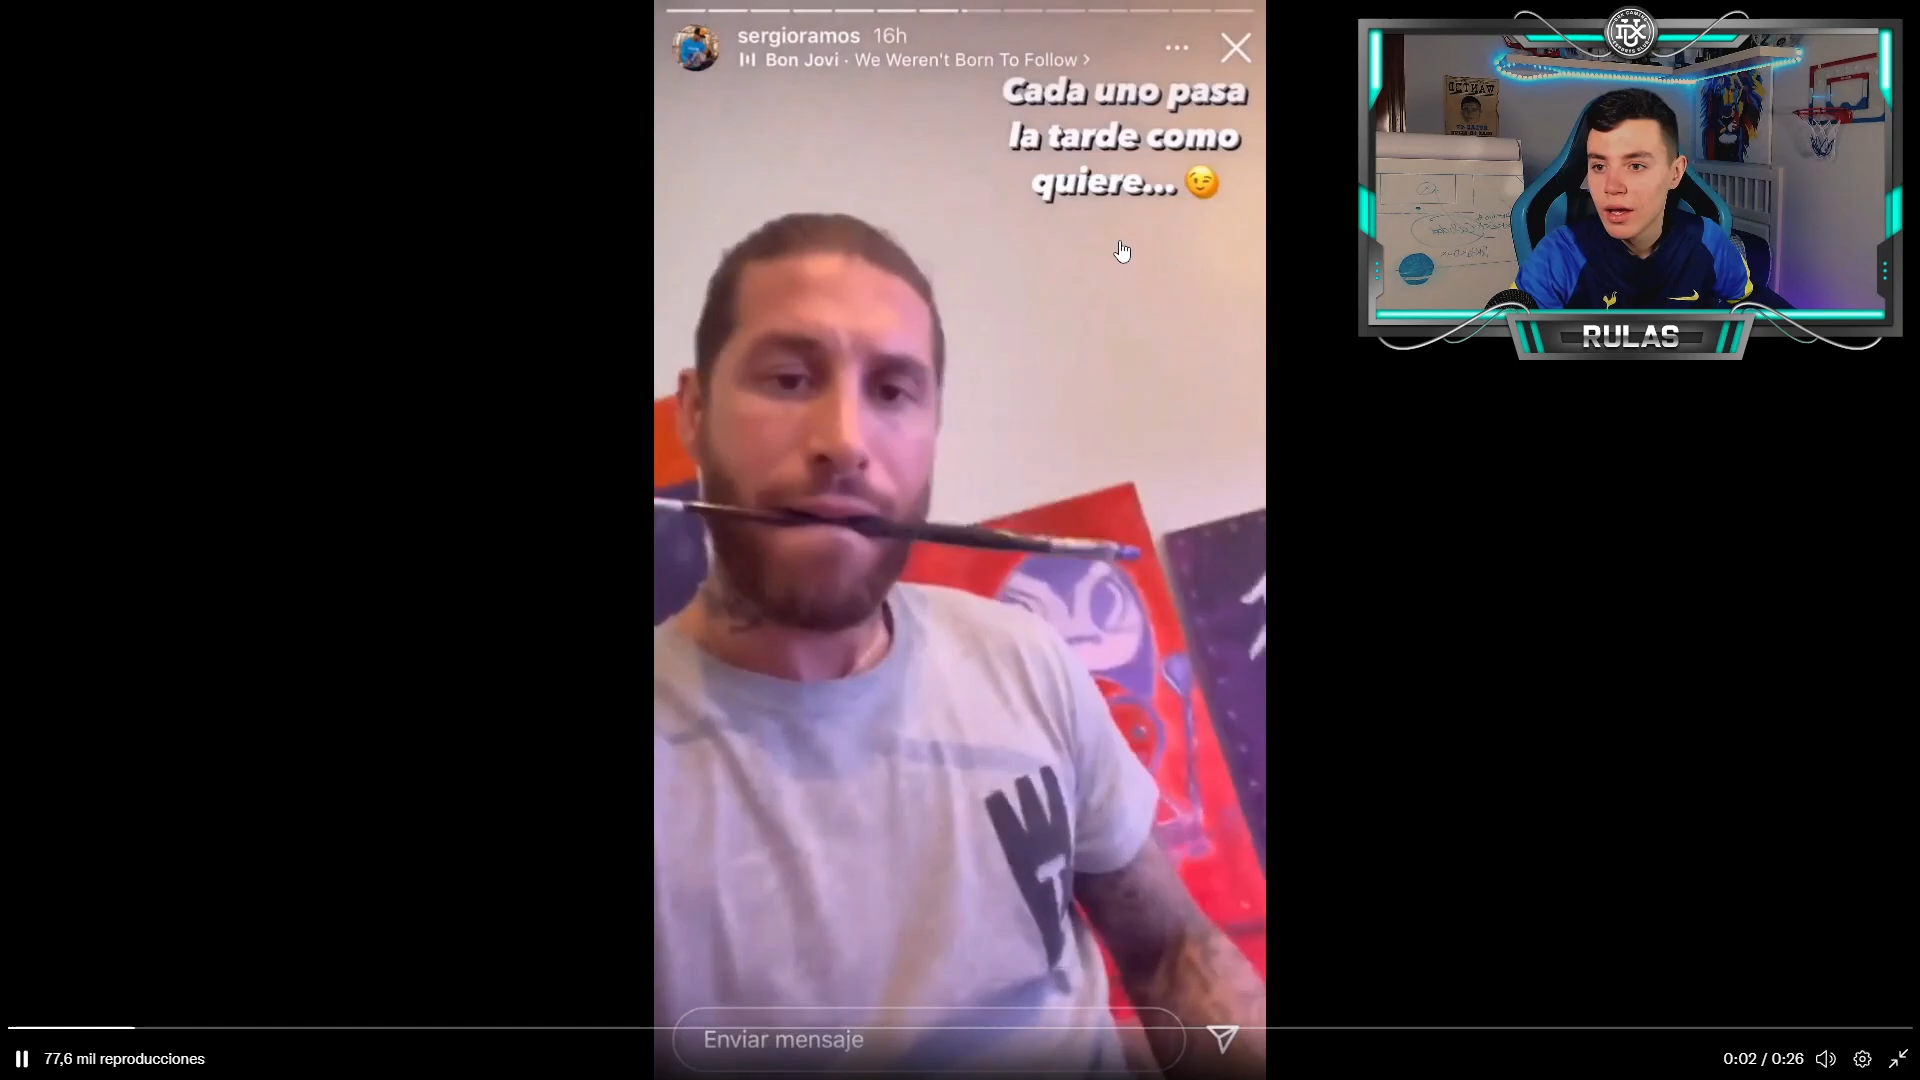 sergioramos 16h
Bon Jovi · We Weren't Born To Follow ›
Cada uno pasa
la tarde como
quiere... 😉
WANTED
RULAS
W
T
Enviar mensaje
77,6 mil reproducciones
0:02 / 0:26